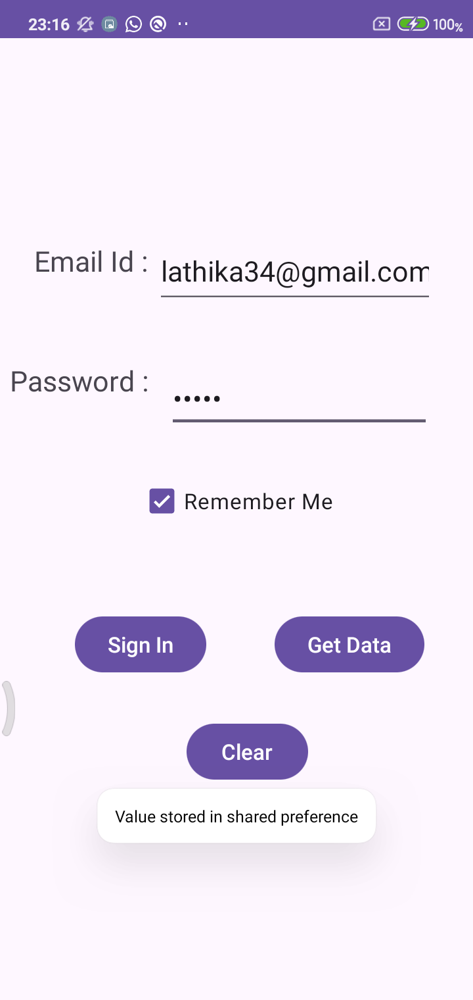 23:16 100%
Email Id :
lathika34@gmail.com
Password :
•••••
Remember Me
Sign In Get Data
Clear
Value stored in shared preference